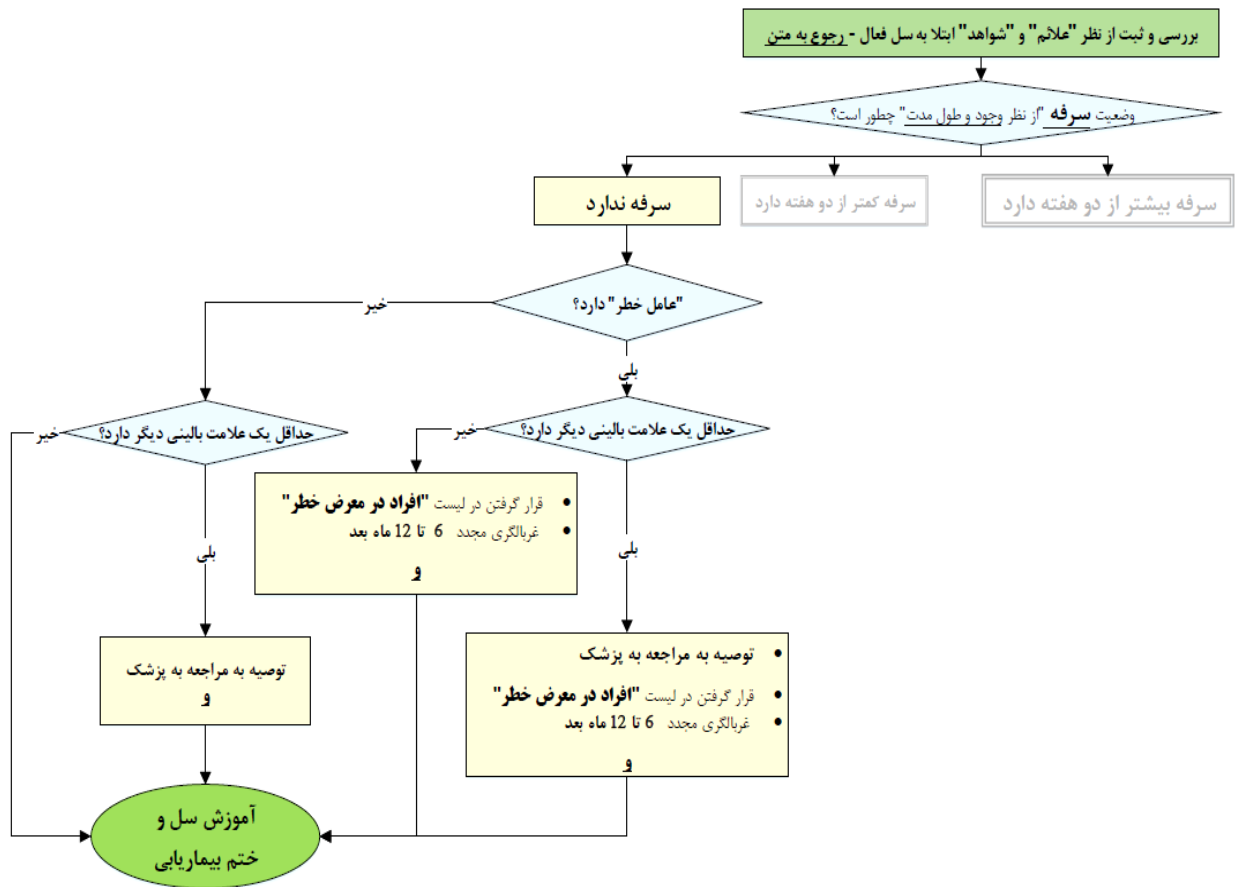 بررسی و ثبت از نظر "علائم" و "شواهد" ابتلا به سل فعال - رجوع به متن
وضعیت سرفه "از نظر وجود و طول مدت" چطور است؟
سرفه بیشتر از دو هفته دارد
سرفه کمتر از دو هفته دارد
سرفه ندارد
"عامل خطر" دارد؟
خیر
بلی
حداقل یک علامت بالینی دیگر دارد؟
خیر
حداقل یک علامت بالینی دیگر دارد؟
خیر
• قرار گرفتن در لیست "افراد در معرض خطر"
• غربالگری مجدد 6 تا 12 ماه بعد
و
بلی
بلی
• توصیه به مراجعه به پزشک
• قرار گرفتن در لیست "افراد در معرض خطر"
• غربالگری مجدد 6 تا 12 ماه بعد
و
توصیه به مراجعه به پزشک
و
آموزش سل و
ختم بیماریابی